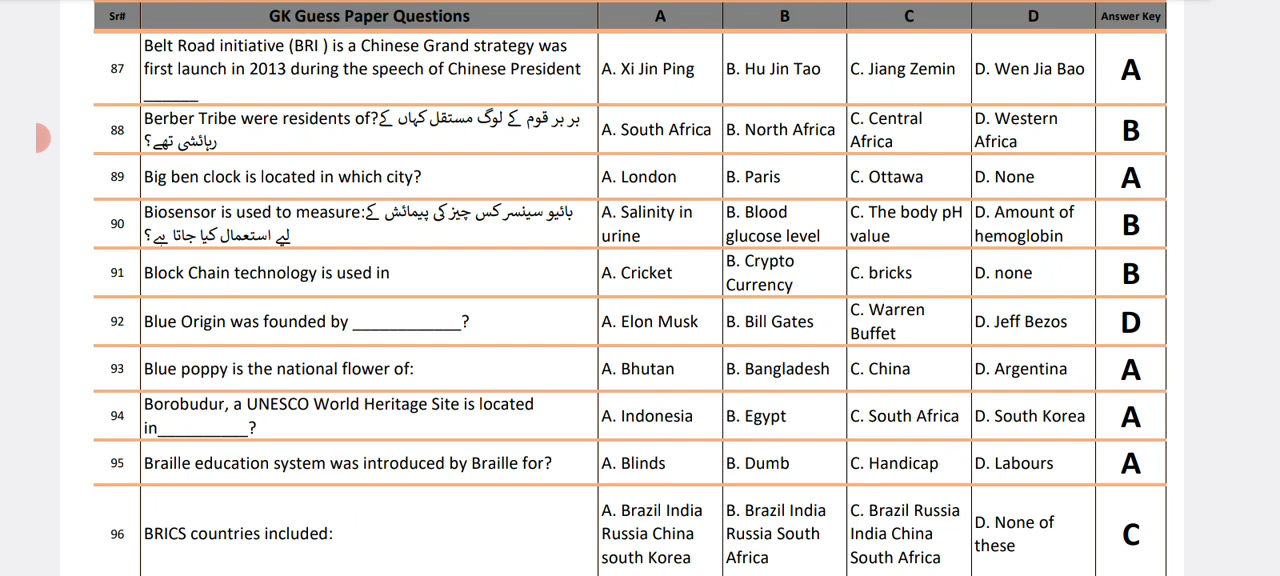 Sr# GK Guess Paper Questions A B C D Answer Key
87 Belt Road initiative (BRI ) is a Chinese Grand strategy was first launch in 2013 during the speech of Chinese President ______ A. Xi Jin Ping B. Hu Jin Tao C. Jiang Zemin D. Wen Jia Bao A
88 Berber Tribe were residents of?بر بر قوم کے لوگ مستقل کہاں کے رہائشی تھے؟ A. South Africa B. North Africa C. Central Africa D. Western Africa B
89 Big ben clock is located in which city? A. London B. Paris C. Ottawa D. None A
90 Biosensor is used to measure:بائیو سینسر کس چیز کی پیمائش کے لیے استعمال کیا جاتا ہے؟ A. Salinity in urine B. Blood glucose level C. The body pH value D. Amount of hemoglobin B
91 Block Chain technology is used in A. Cricket B. Crypto Currency C. bricks D. none B
92 Blue Origin was founded by ____________? A. Elon Musk B. Bill Gates C. Warren Buffet D. Jeff Bezos D
93 Blue poppy is the national flower of: A. Bhutan B. Bangladesh C. China D. Argentina A
94 Borobudur, a UNESCO World Heritage Site is located in__________? A. Indonesia B. Egypt C. South Africa D. South Korea A
95 Braille education system was introduced by Braille for? A. Blinds B. Dumb C. Handicap D. Labours A
96 BRICS countries included: A. Brazil India Russia China south Korea B. Brazil India Russia South Africa C. Brazil Russia India China South Africa D. None of these C